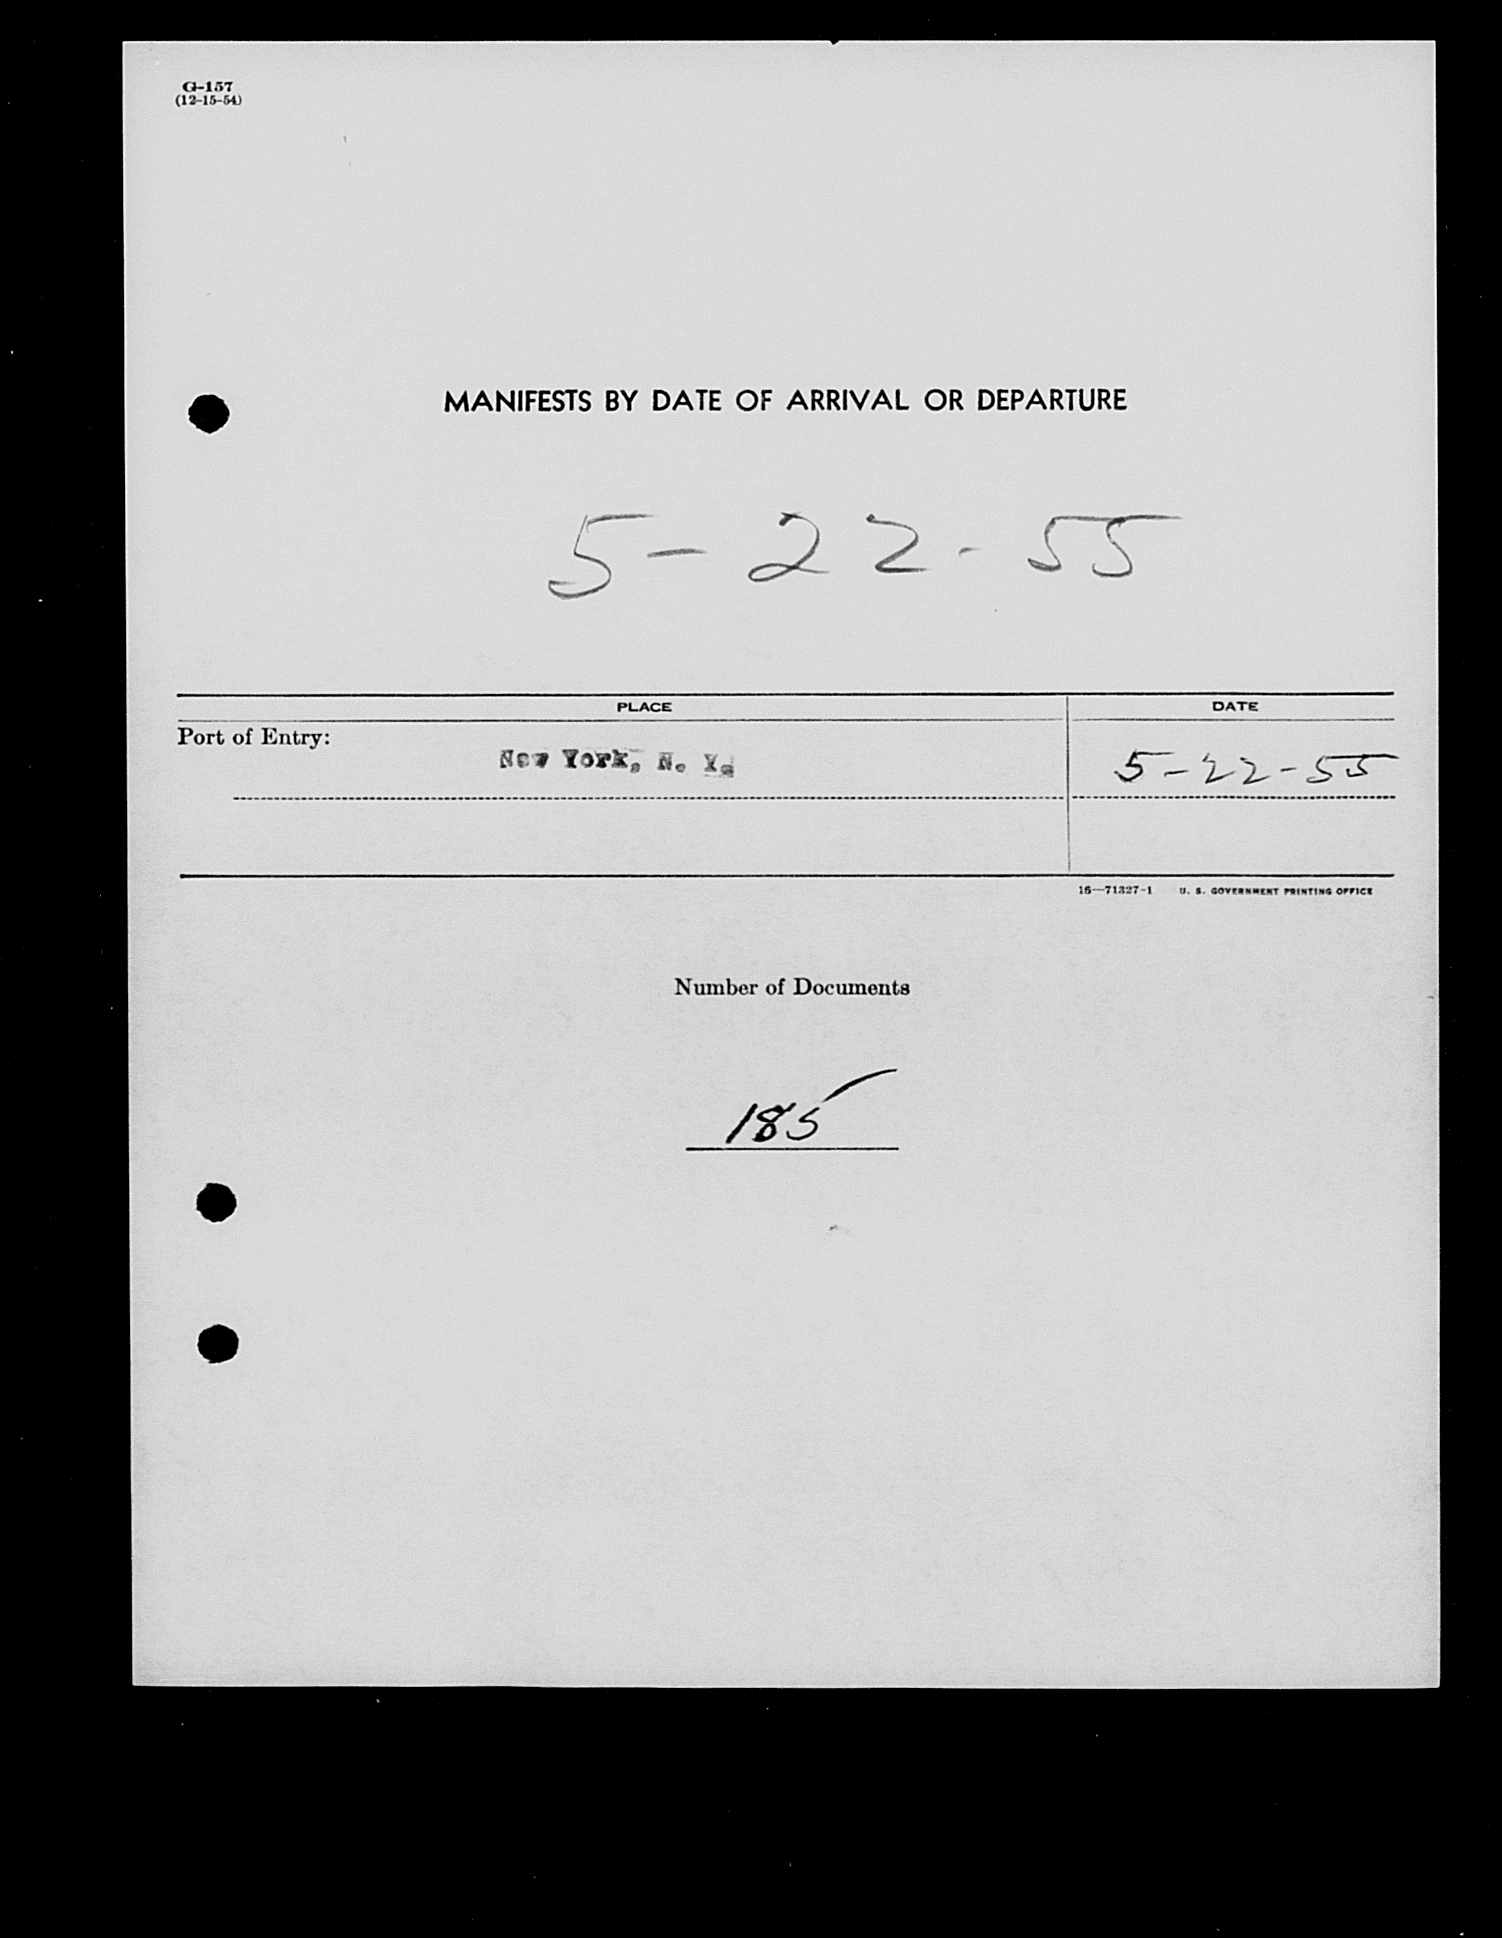 G-157
(12-15-54)
MANIFESTS BY DATE OF ARRIVAL OR DEPARTURE
5-22-55
PLACE DATE
Port of Entry: New York, N. Y. 5-22-55
16—71327-1 U. S. GOVERNMENT PRINTING OFFICE
Number of Documents
185